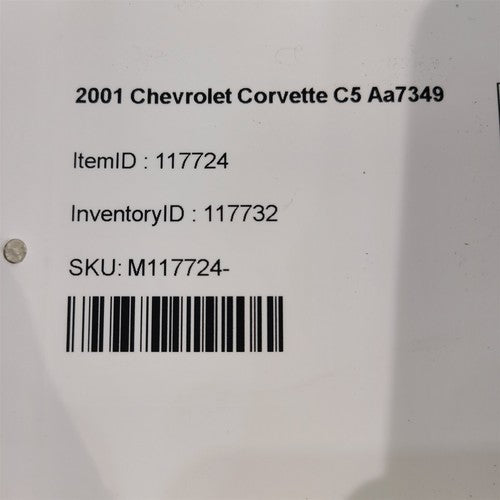 2001 Chevrolet Corvette C5 Aa7349
ItemID : 117724
InventoryID : 117732
SKU: M117724-